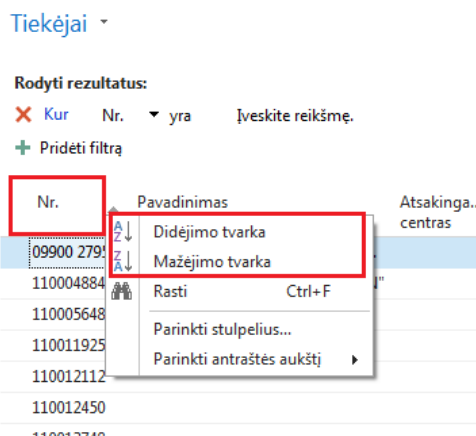 Tiekėjai
Rodyti rezultatus:
Kur Nr. yra Įveskite reikšmę.
Pridėti filtrą
Nr. Pavadinimas Atsakinga...
centras
Didėjimo tvarka
09900
Mažėjimo tvarka
110004884
Rasti Ctrl+F
110005648
Parinkti stulpelius...
110011925
Parinkti antraštės aukštį
110012112
110012450